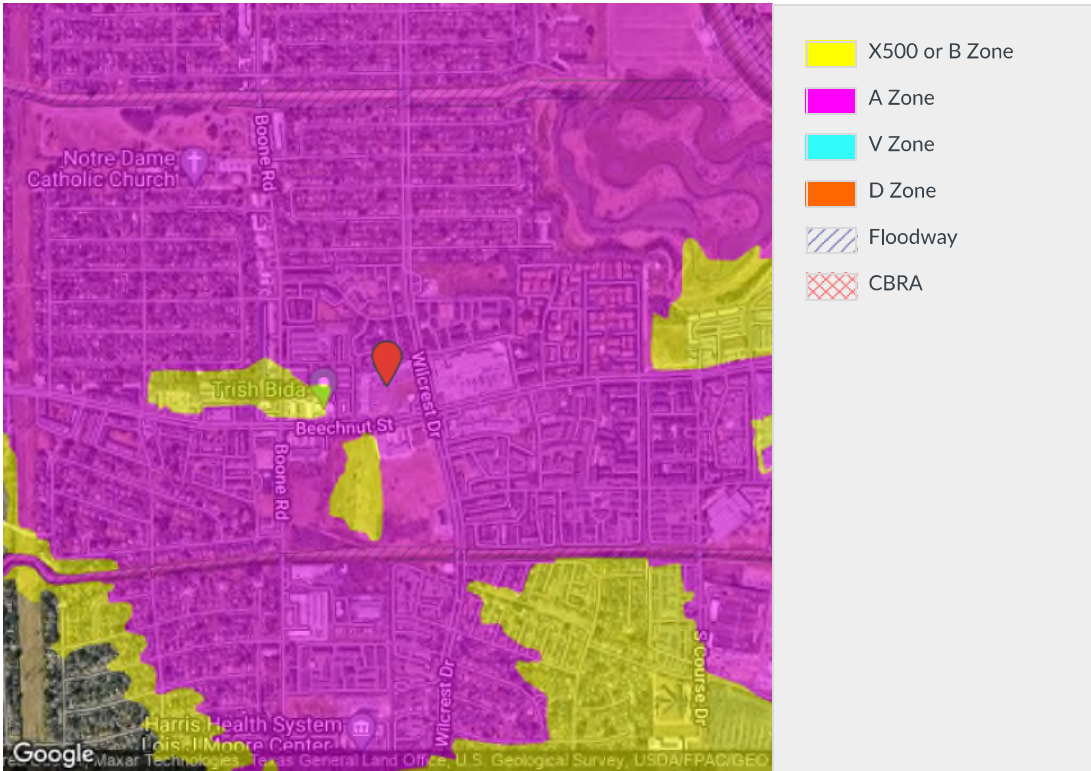 Boone Rd
Notre Dame
Catholic Church
Wilcrest Dr
Trish Bida
Beechnut St
Boone Rd
S Course Dr
Wilcrest Dr
Harris Health System
Center
Google
Maxar Technologies, Texas General Land Office, U.S. Geological Survey, USDA/FPAC/GEO
X500 or B Zone
A Zone
V Zone
D Zone
Floodway
CBRA